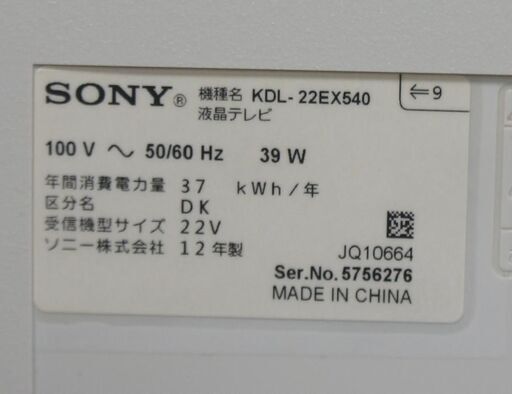 SONY® 機種名 KDL-22EX540
液晶テレビ
⇐9
100 V ～ 50/60 Hz 39 W
年間消費電力量 37 kWh/年
区分名 DK
受信機型サイズ 22V
ソニー株式会社 12年製
JQ10664
Ser.No. 5756276
MADE IN CHINA